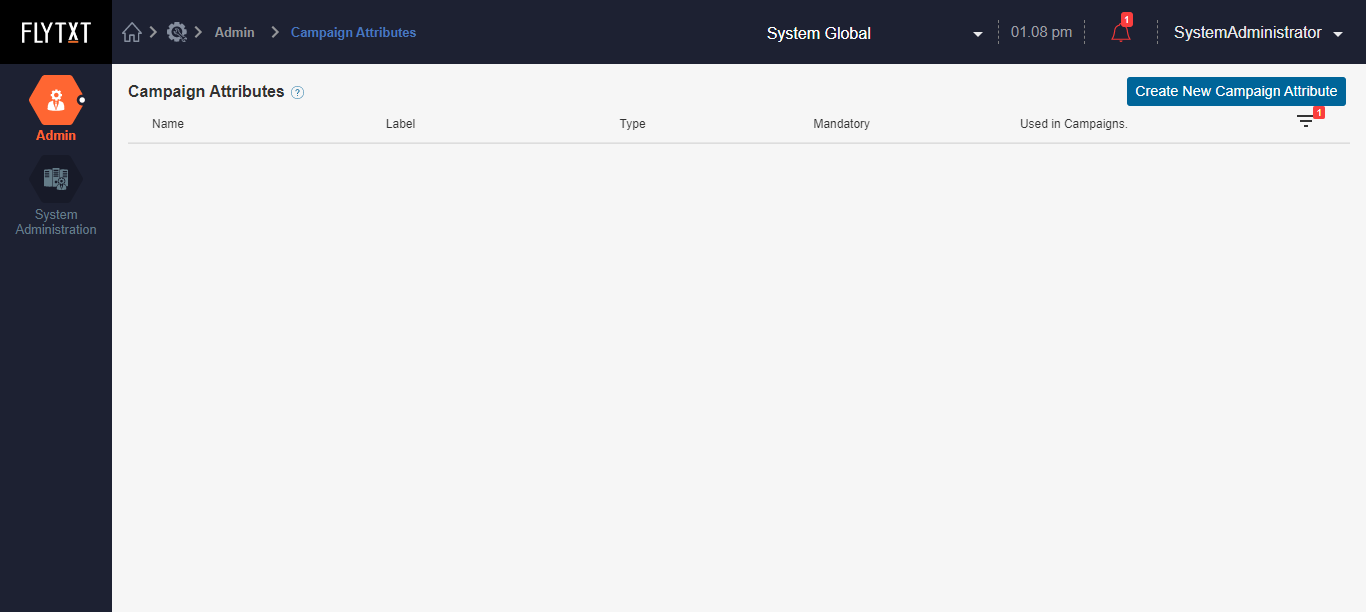 FLYTXT
Admin
Campaign Attributes
System Global
01.08 pm
1
SystemAdministrator
Admin
System
Administration
Campaign Attributes ?
Create New Campaign Attribute
Name
Label
Type
Mandatory
Used in Campaigns.
1